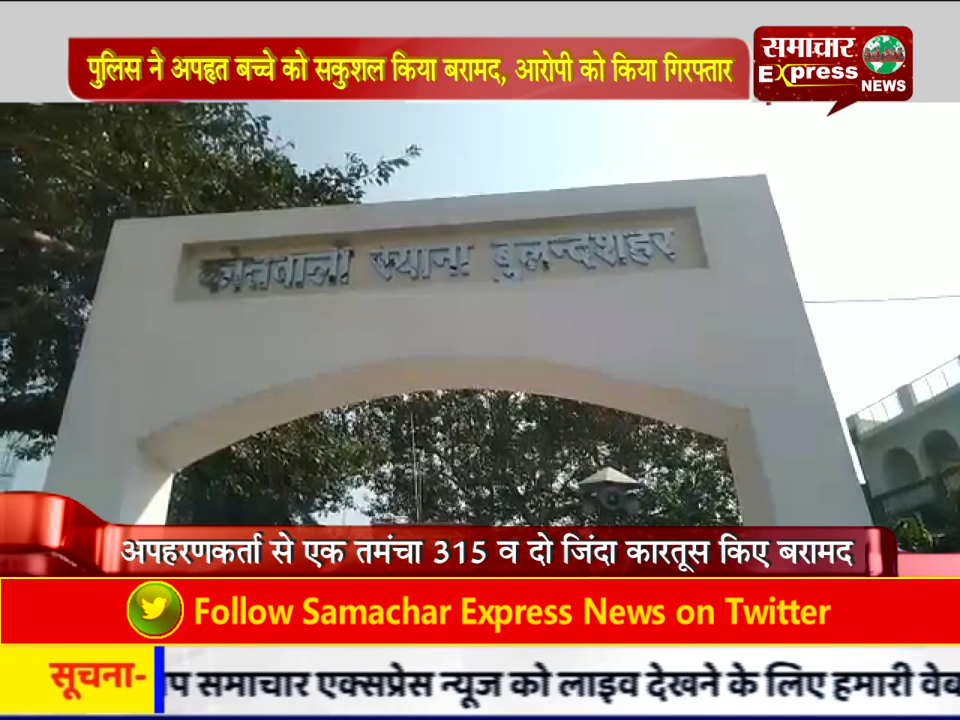 पुलिस ने अपहृत बच्चे को सकुशल किया बरामद, आरोपी को किया गिरफ्तार
समाचार
Express
NEWS
कोतवाली स्याना बुलन्दशहर
अपहरणकर्ता से एक तमंचा 315 व दो जिंदा कारतूस किए बरामद
Follow Samachar Express News on Twitter
सूचना- समाचार एक्सप्रेस न्यूज को लाइव देखने के लिए हमारी